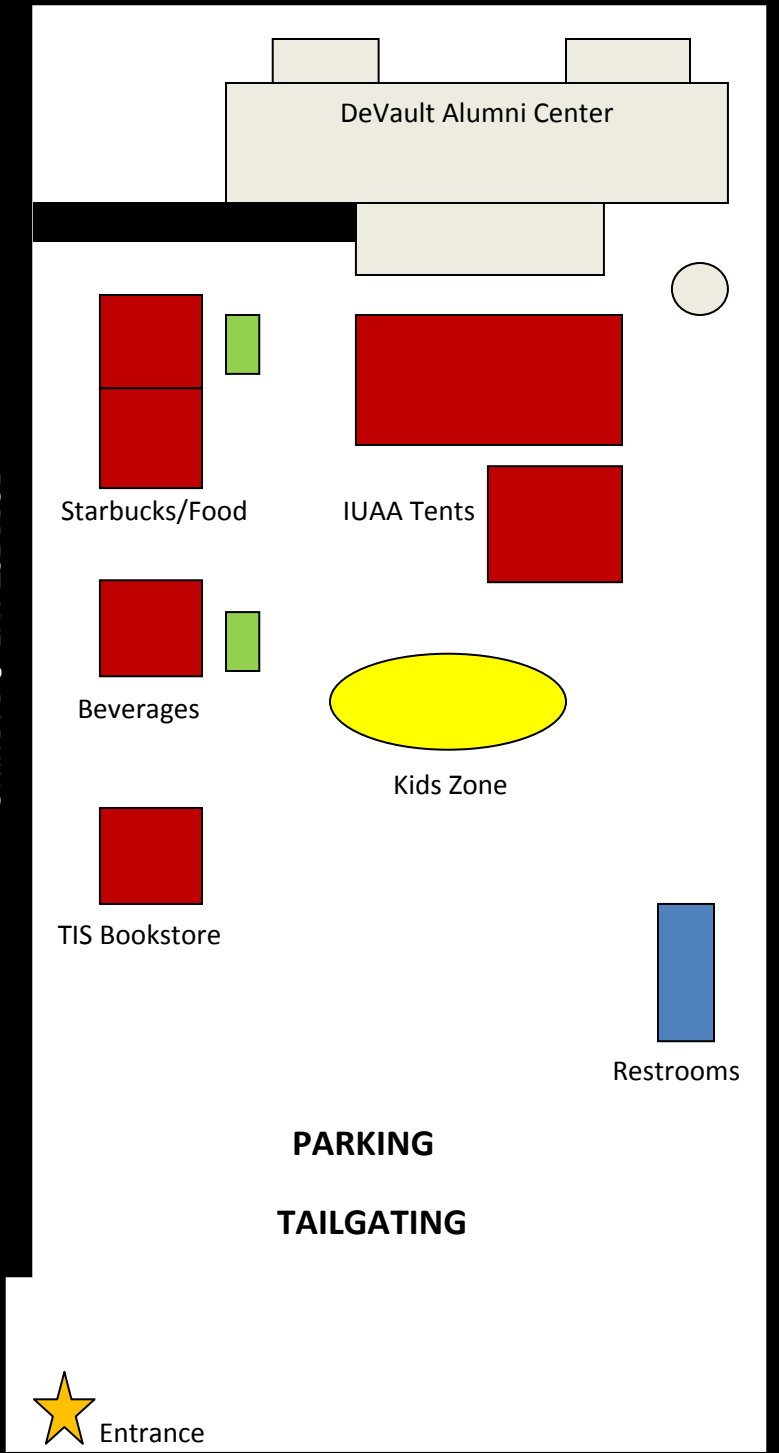 DeVault Alumni Center
Starbucks/Food
IUAA Tents
Beverages
Kids Zone
TIS Bookstore
Restrooms
PARKING
TAILGATING
Entrance